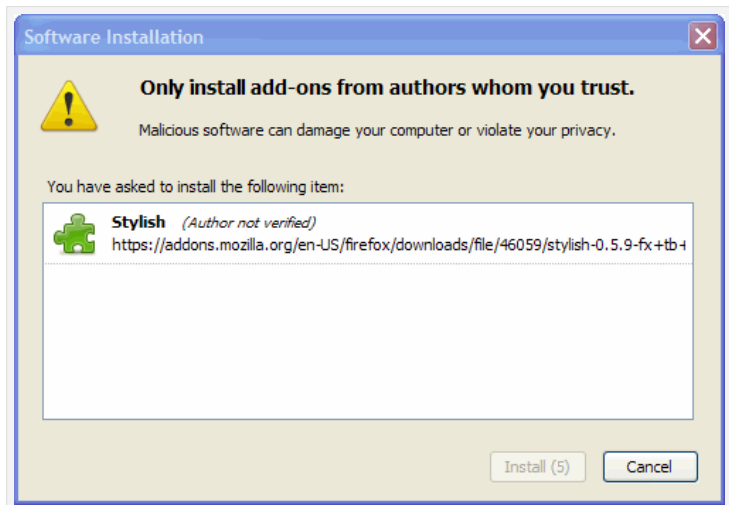 Software Installation
Only install add-ons from authors whom you trust.
Malicious software can damage your computer or violate your privacy.
You have asked to install the following item:
Stylish (Author not verified)
https://addons.mozilla.org/en-US/firefox/downloads/file/46059/stylish-0.5.9-fx+tb+
Install (5) Cancel